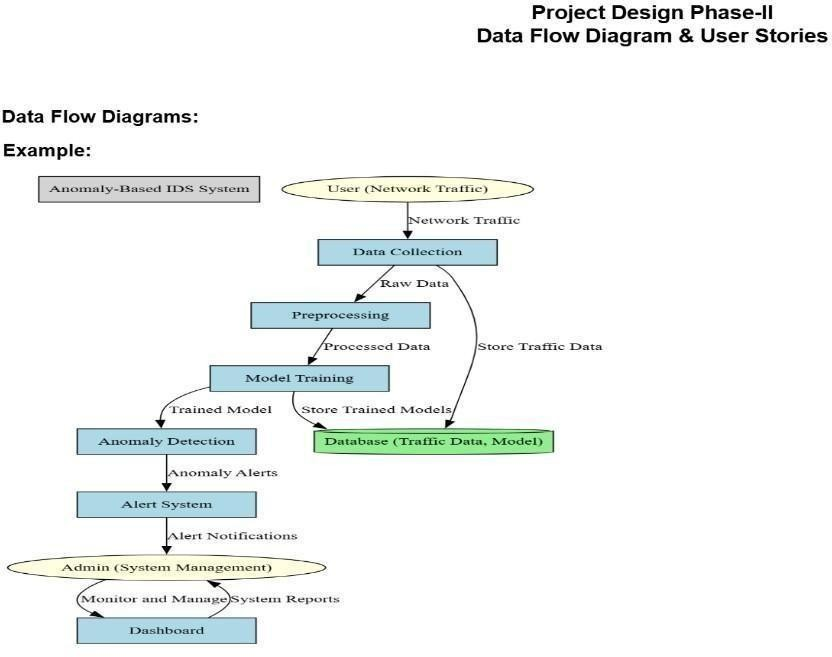 Project Design Phase-II
Data Flow Diagram & User Stories
Data Flow Diagrams:
Example:
Anomaly-Based IDS System
User (Network Traffic)
Network Traffic
Data Collection
Raw Data
Preprocessing
Processed Data
Store Traffic Data
Model Training
Trained Model
Store Trained Models
Anomaly Detection
Database (Traffic Data, Model)
Anomaly Alerts
Alert System
Alert Notifications
Admin (System Management)
Monitor and Manage
System Reports
Dashboard